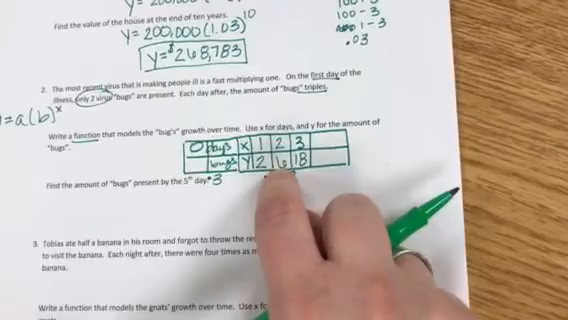 Find the value of the house at the end of ten years.
y = 200,000(1.03)^10
y = $268,783
100 - 3
1 - 3
.03
2. The most recent virus that is making people ill is a fast multiplying one. On the first day of the
illness, only 2 virus "bugs" are present. Each day after, the amount of "bugs" triples.
= a(b)^x
Write a function that models the "bug's" growth over time. Use x for days, and y for the amount of
"bugs".
days x 1 2 3
bugs y 2 6 18
Find the amount of "bugs" present by the 5th day. •3
3. Tobias ate half a banana in his room and forgot to throw the
to visit the banana. Each night after, there were four times as
banana.
Write a function that models the gnats' growth over time. Use x